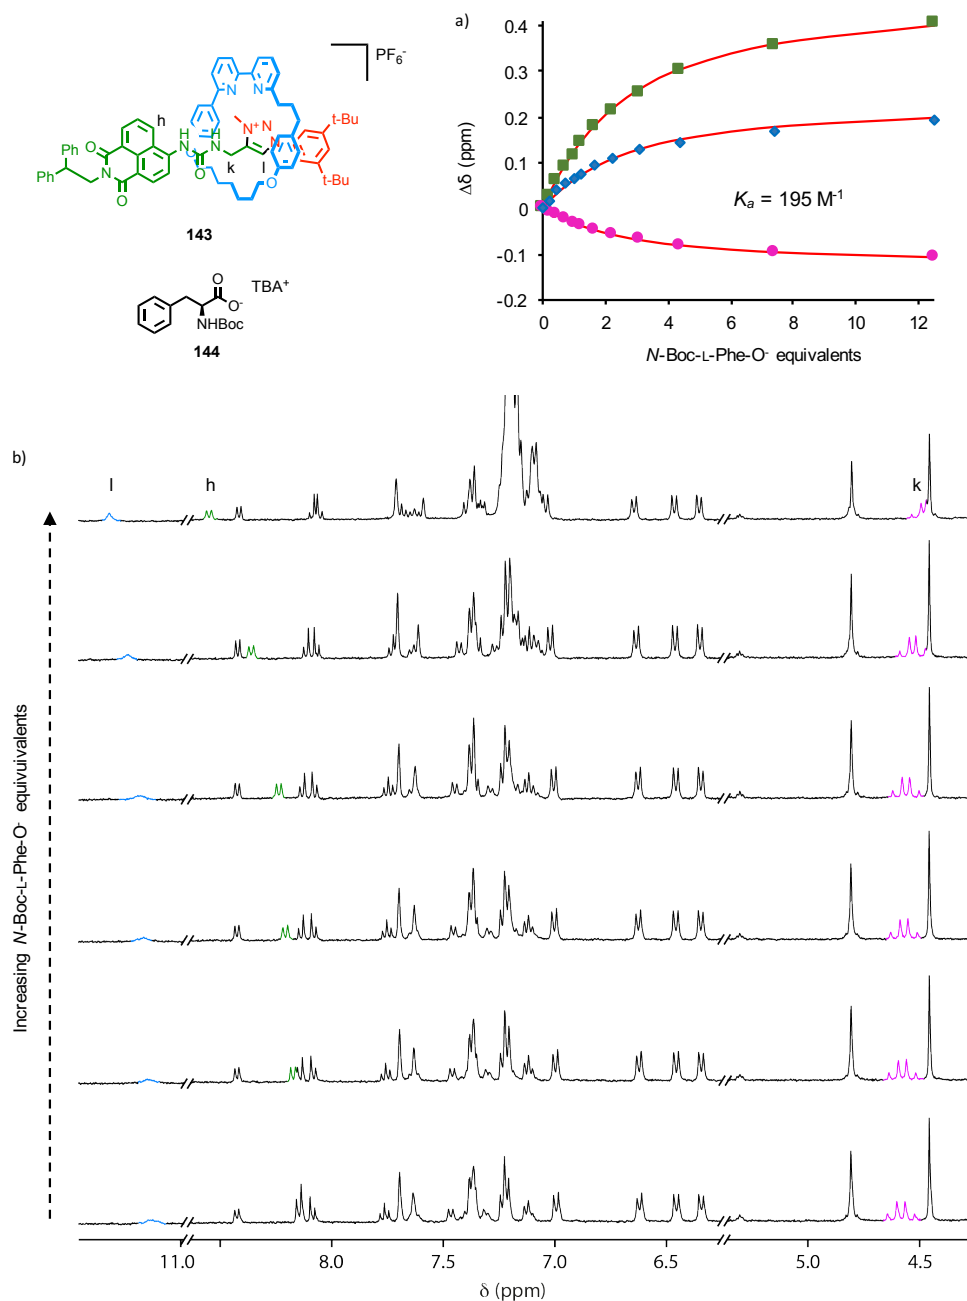 a)
PF6-
h
N+
N
N
t-Bu
H
N
H
N
O
k
l
O
O
N
O
Ph
Ph
t-Bu
143
O
O-
TBA+
NHBoc
144
0.4
0.3
0.2
0.1
0
-0.1
-0.2
Δδ (ppm)
Ka = 195 M-1
0
2
4
6
8
10
12
N-Boc-L-Phe-O- equivalents
b)
l
h
k
Increasing N-Boc-L-Phe-O- equivuivalents
11.0
8.0
7.5
7.0
6.5
5.0
4.5
δ (ppm)